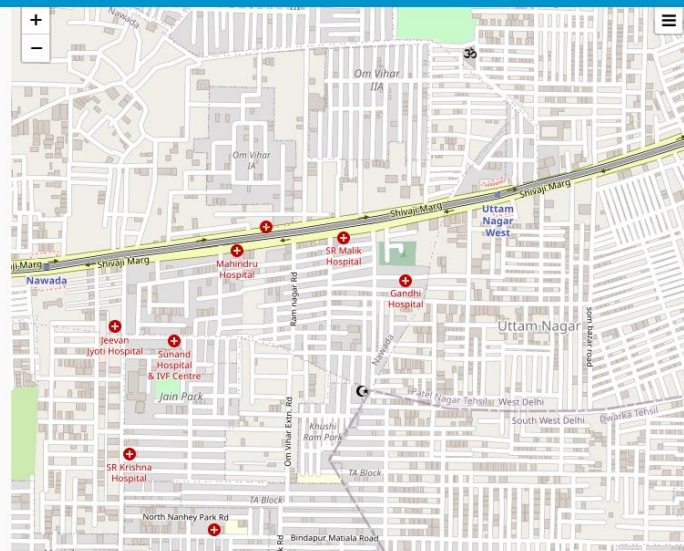 +
−
Nawada
Om Vihar
IIA
ॐ
Om Vihar
IA
Shivaji Marg
Shivaji Marg
Shivaji Marg
Uttam
Nagar
West
SR Malik
Hospital
Mahindru
Hospital
Shivaji Marg
Nawada
Gandhi
Hospital
Ram nagar Rd
Uttam Nagar
som bazar road
Jeevan
Jyoti Hospital
Sunand
Hospital
& IVF Centre
Nawada
Jain Park
Patel Nagar Tehsil
West Delhi
South West Delhi
Dwarka Tehsil
Om Vihar Extn. Rd
Khushi
Ram Park
SR Krishna
Hospital
TA Block
TA Block
North Nanhey Park Rd
Bindapur Matiala Road